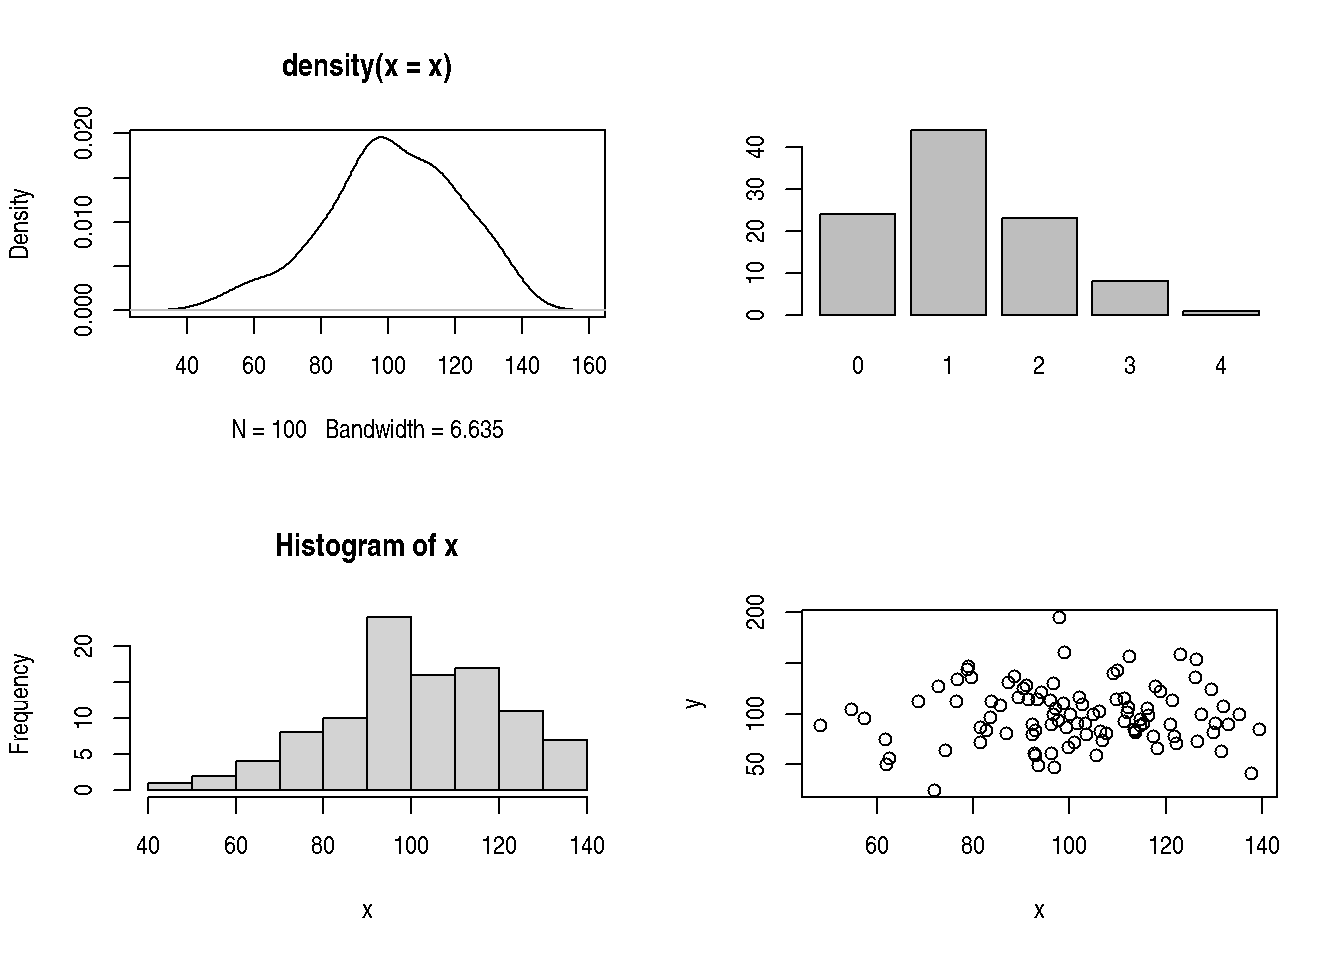 density(x = x)
Density
0.000
0.010
0.020
40 60 80 100 120 140 160
N = 100 Bandwidth = 6.635
0
10
20
30
40
0 1 2 3 4
Histogram of x
Frequency
0
5
10
20
40 60 80 100 120 140
x
y
50
100
200
60 80 100 120 140
x